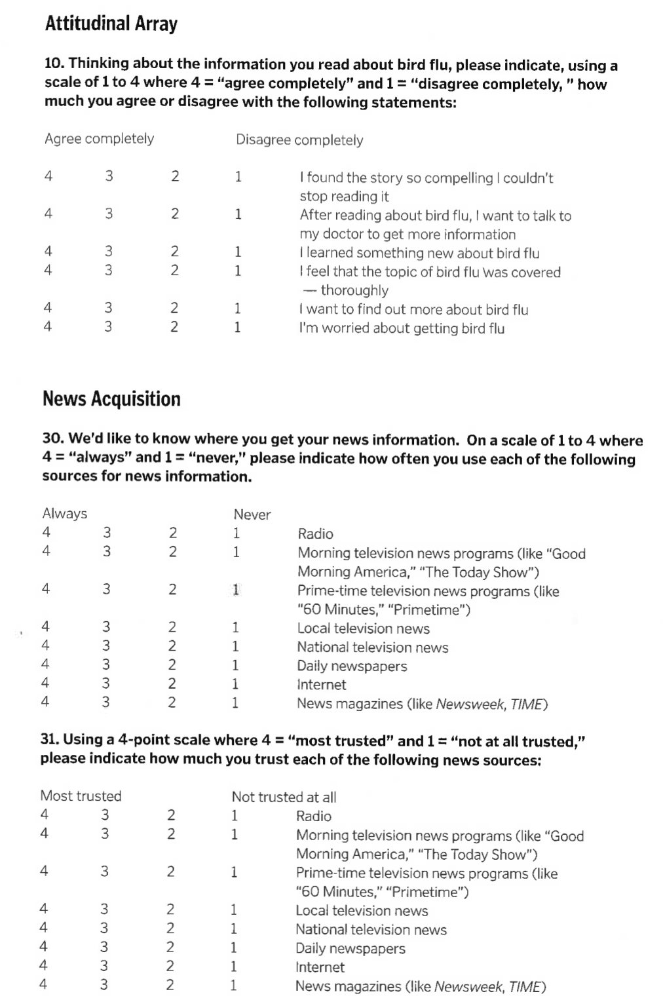 Attitudinal Array
10. Thinking about the information you read about bird flu, please indicate, using a
scale of 1 to 4 where 4 = “agree completely” and 1 = “disagree completely, ” how
much you agree or disagree with the following statements:
Agree completely Disagree completely
4 3 2 1 I found the story so compelling I couldn't
stop reading it
4 3 2 1 After reading about bird flu, I want to talk to
my doctor to get more information
4 3 2 1 I learned something new about bird flu
4 3 2 1 I feel that the topic of bird flu was covered
— thoroughly
4 3 2 1 I want to find out more about bird flu
4 3 2 1 I'm worried about getting bird flu
News Acquisition
30. We'd like to know where you get your news information. On a scale of 1 to 4 where
4 = “always” and 1 = “never,” please indicate how often you use each of the following
sources for news information.
Always Never
4 3 2 1 Radio
4 3 2 1 Morning television news programs (like “Good
Morning America,” “The Today Show”)
4 3 2 1 Prime-time television news programs (like
“60 Minutes,” “Primetime”)
4 3 2 1 Local television news
4 3 2 1 National television news
4 3 2 1 Daily newspapers
4 3 2 1 Internet
4 3 2 1 News magazines (like Newsweek, TIME)
31. Using a 4-point scale where 4 = “most trusted” and 1 = “not at all trusted,”
please indicate how much you trust each of the following news sources:
Most trusted Not trusted at all
4 3 2 1 Radio
4 3 2 1 Morning television news programs (like “Good
Morning America,” “The Today Show”)
4 3 2 1 Prime-time television news programs (like
“60 Minutes,” “Primetime”)
4 3 2 1 Local television news
4 3 2 1 National television news
4 3 2 1 Daily newspapers
4 3 2 1 Internet
4 3 2 1 News magazines (like Newsweek, TIME)